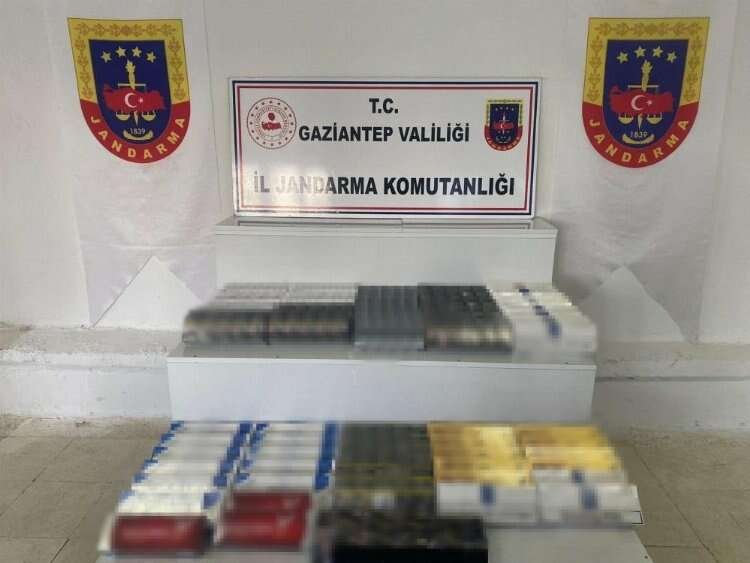 JANDARMA
1839
T.C.
GAZİANTEP VALİLİĞİ
İL JANDARMA KOMUTANLIĞI
JANDARMA
1839